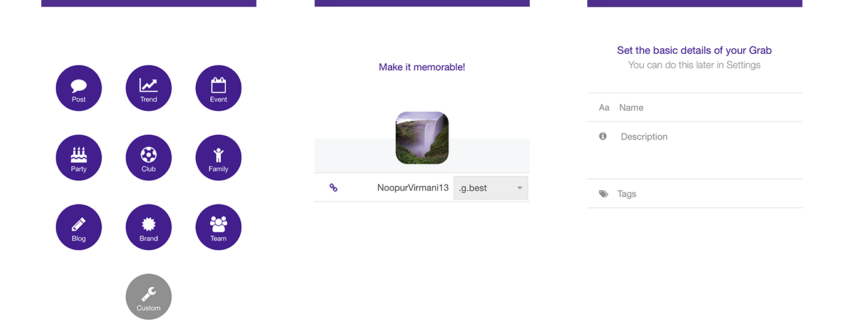 Post
Trend
Event
Party
Club
Family
Blog
Brand
Team
Custom
Make it memorable!
NoopurVirmani13 .g.best
Set the basic details of your Grab
You can do this later in Settings
Aa Name
Description
Tags